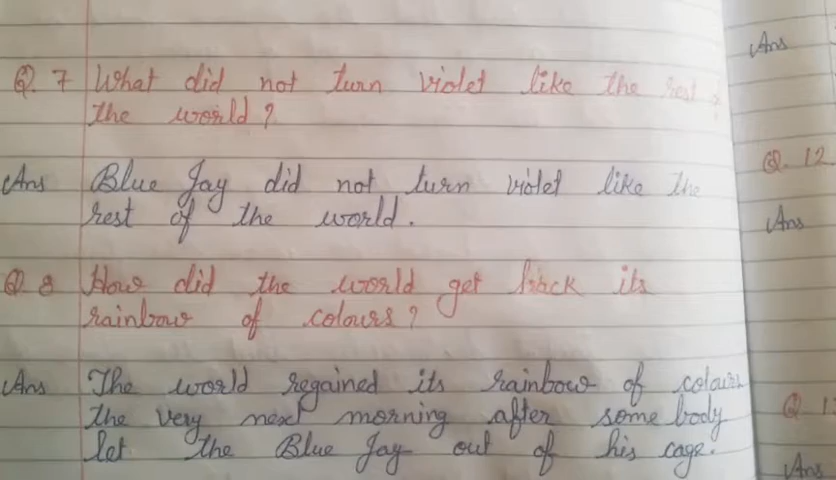 Q. 7 What did not turn violet like the rest of
the world?
Ans Blue Jay did not turn violet like the
rest of the world.
Q 8 How did the world get back its
rainbow of colours?
Ans The world regained its rainbow of colours
the very next morning after some body
let the Blue Jay out of his cage.
Ans
Q. 12
Ans
Q
Ans